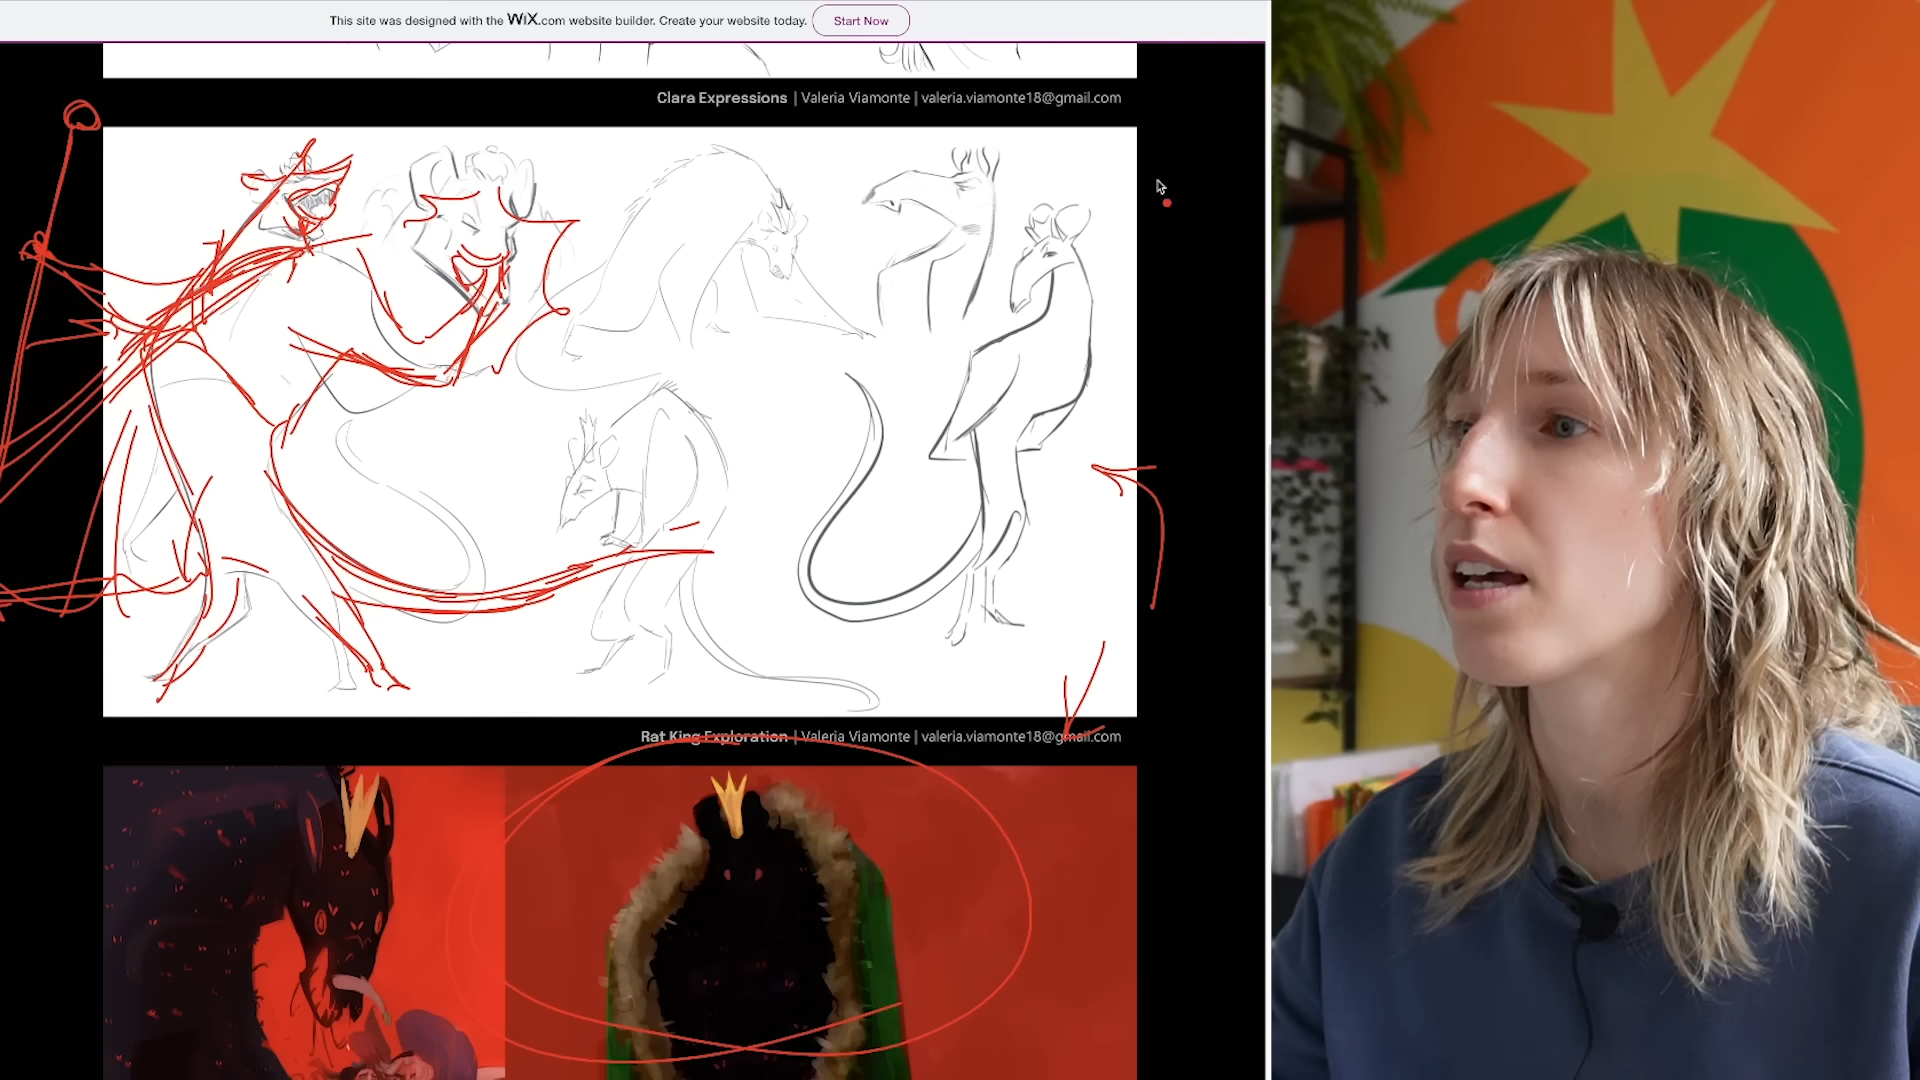 This site was designed with the WiX.com website builder. Create your website today. Start Now
Clara Expressions | Valeria Viamonte | valeria.viamonte18@gmail.com
Rat King Exploration | Valeria Viamonte | valeria.viamonte18@gmail.com